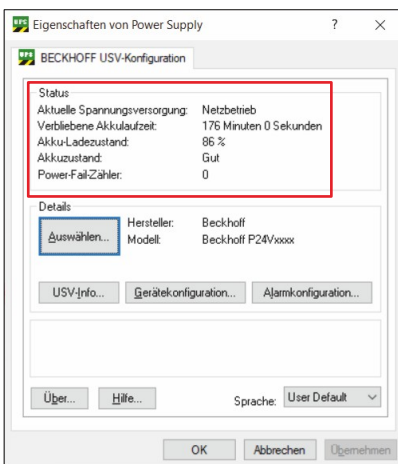 Eigenschaften von Power Supply
BECKHOFF USV-Konfiguration
Status
Aktuelle Spannungsversorgung: Netzbetrieb
Verbliebene Akkulaufzeit: 176 Minuten 0 Sekunden
Akku-Ladezustand: 86 %
Akkuzustand: Gut
Power-Fail-Zähler: 0
Details
Auswählen... Hersteller: Beckhoff
Modell: Beckhoff P24Vxxxx
USV-Info... Gerätekonfiguration... Alarmkonfiguration...
Über... Hilfe... Sprache: User Default
OK Abbrechen Übernehmen